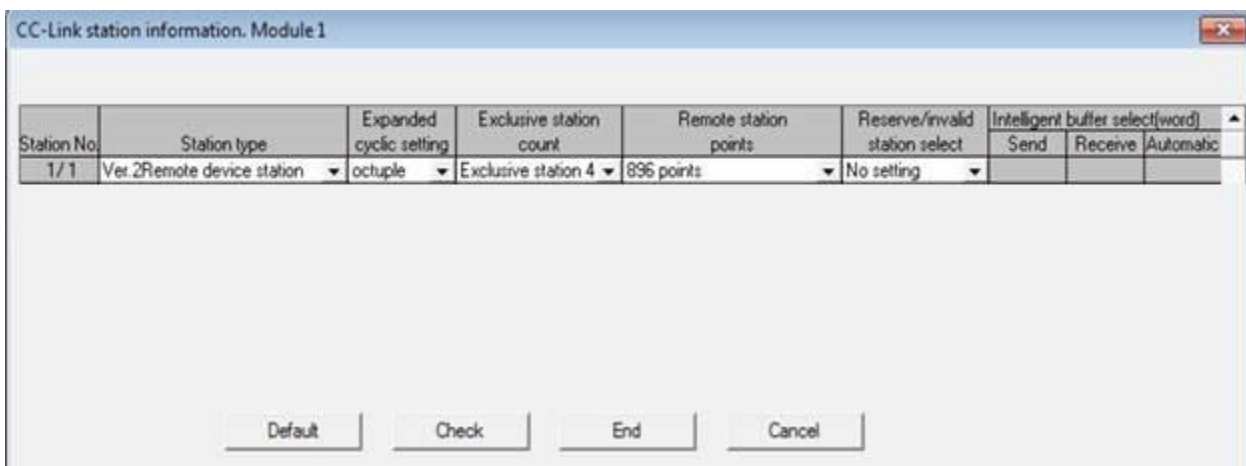 CC-Link station information. Module 1
Station No. Station type Expanded cyclic setting Exclusive station count Remote station points Reserve/invalid station select Intelligent buffer select(word) Send Receive Automatic
1/1 Ver.2Remote device station octuple Exclusive station 4 896 points No setting
Default Check End Cancel